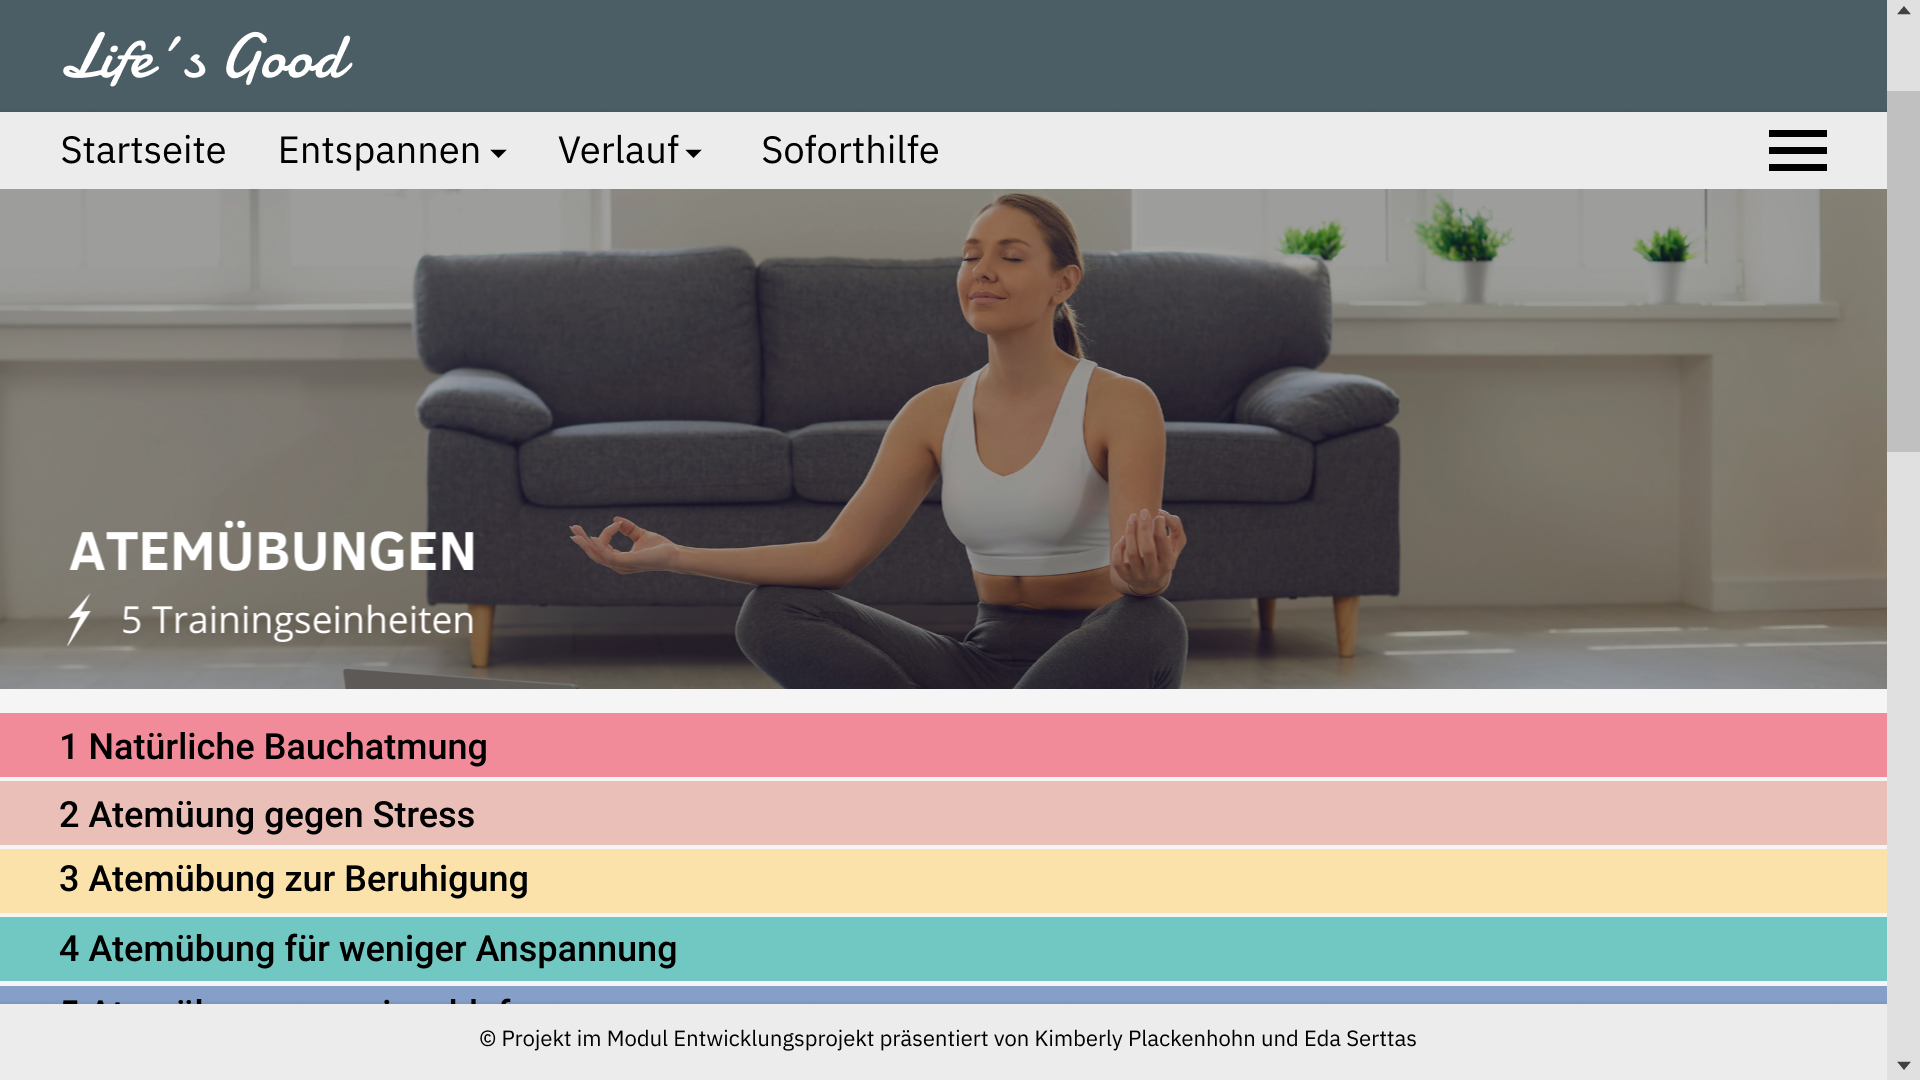 Life´s Good
Startseite Entspannen Verlauf Soforthilfe
ATEMÜBUNGEN
5 Trainingseinheiten
1 Natürliche Bauchatmung
2 Atemüung gegen Stress
3 Atemübung zur Beruhigung
4 Atemübung für weniger Anspannung
© Projekt im Modul Entwicklungsprojekt präsentiert von Kimberly Plackenhohn und Eda Serttas